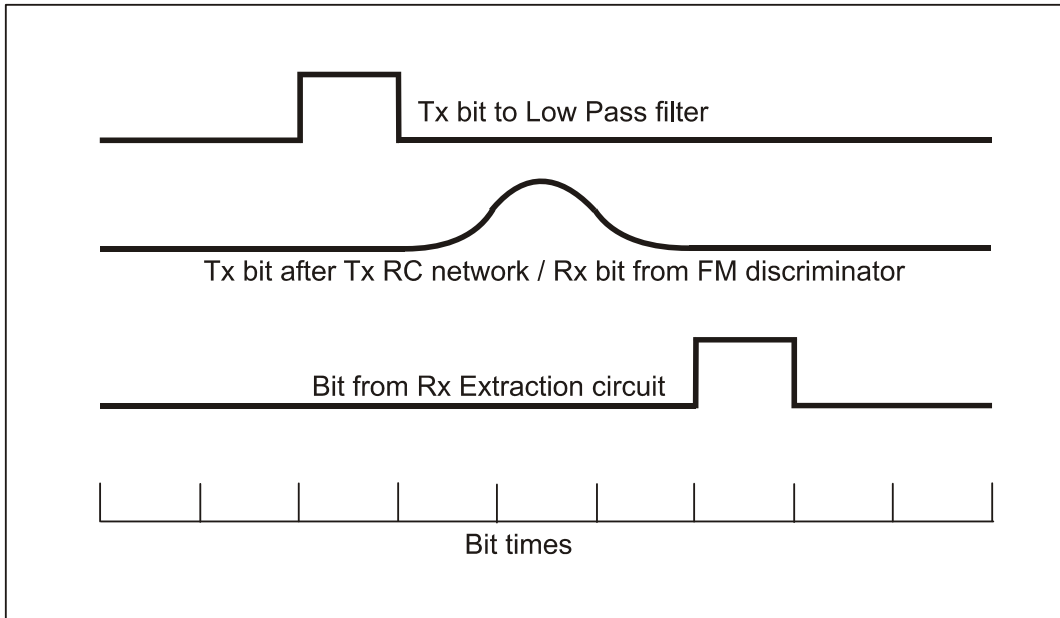 Tx bit to Low Pass filter
Tx bit after Tx RC network / Rx bit from FM discriminator
Bit from Rx Extraction circuit
Bit times